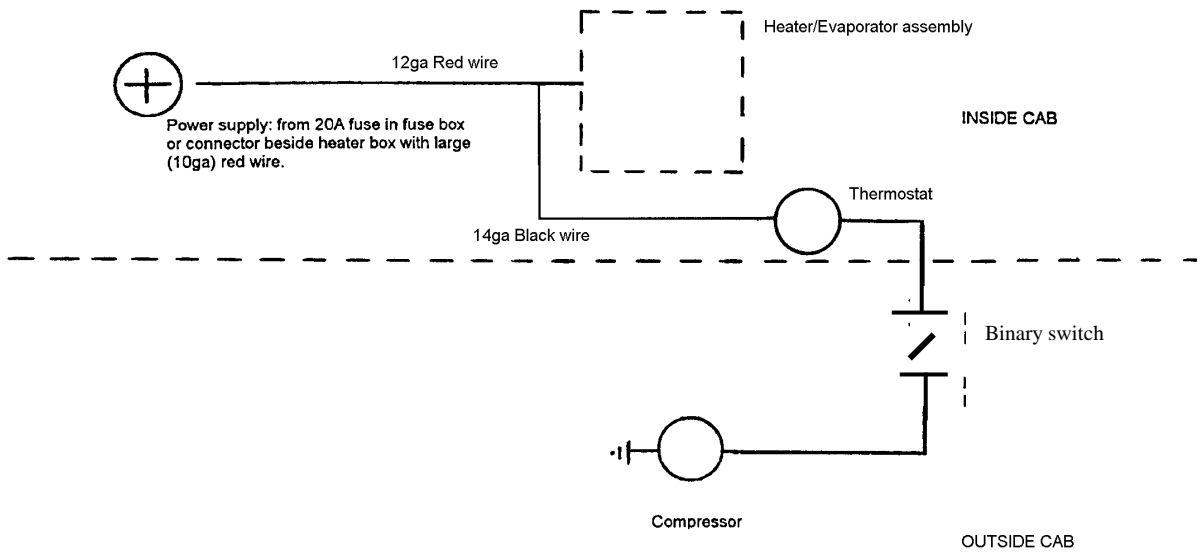 Heater/Evaporator assembly
12ga Red wire
Power supply: from 20A fuse in fuse box
or connector beside heater box with large
(10ga) red wire.
INSIDE CAB
Thermostat
14ga Black wire
Binary switch
Compressor
OUTSIDE CAB